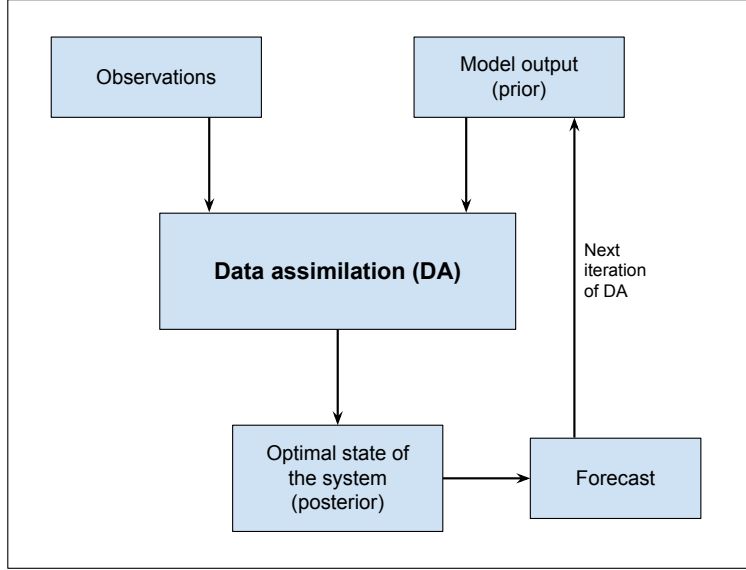 Observations
Model output
(prior)
Data assimilation (DA)
Next
iteration
of DA
Optimal state of
the system
(posterior)
Forecast